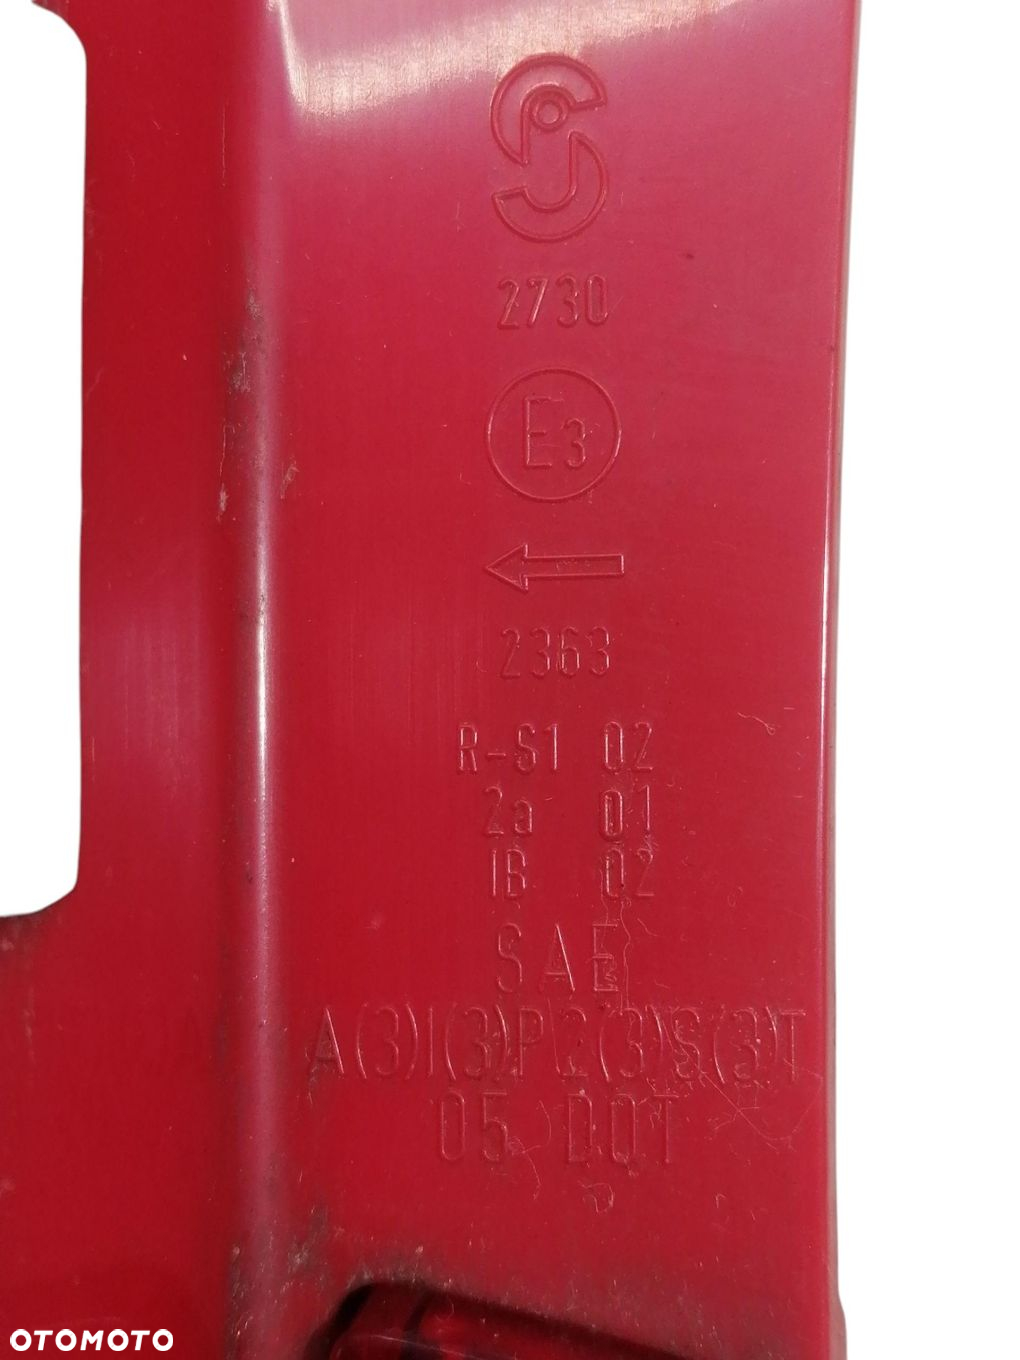 2730
E3
2363
R-S1 02
2a 01
IB 02
SAE
A(3)I(3)P2(3)S(3)T
05 DOT
OTOMOTO